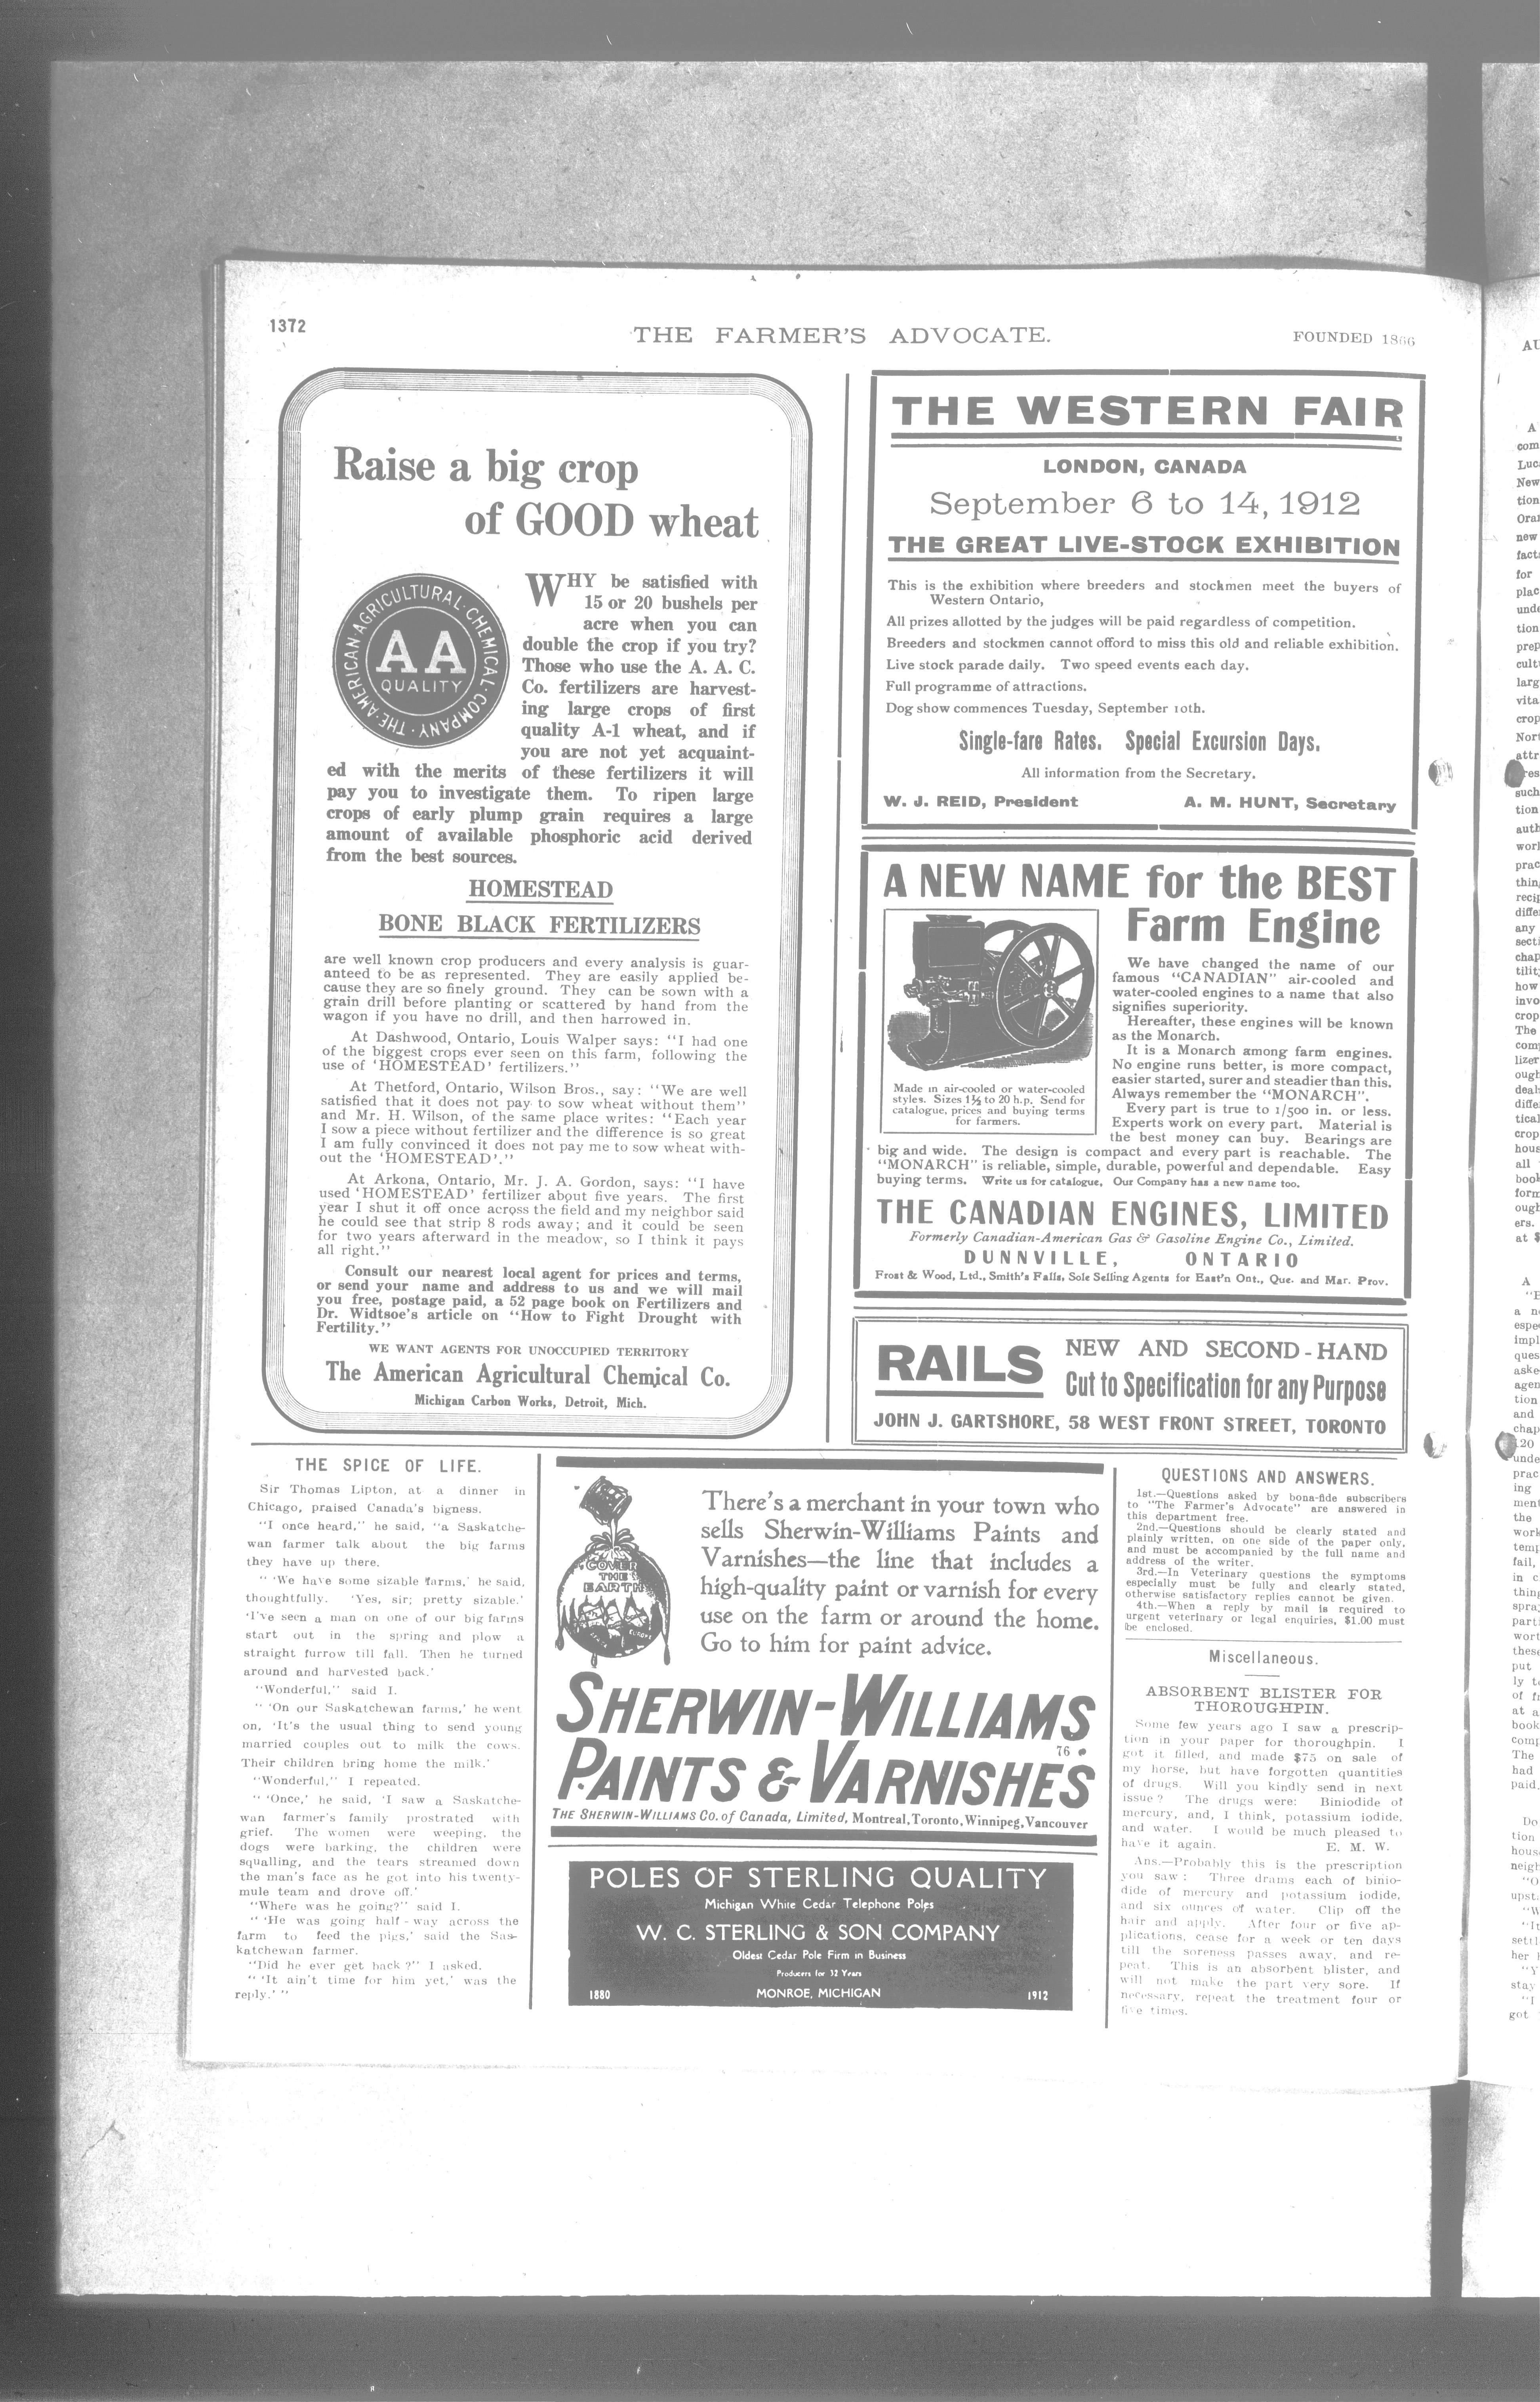 1372
THE FARMER'S ADVOCATE.
FOUNDED 1866
Raise a big crop
of GOOD wheat
THE AMERICAN AGRICULTURAL CHEMICAL COMPANY
AA
QUALITY
WHY be satisfied with
15 or 20 bushels per
acre when you can
double the crop if you try?
Those who use the A. A. C.
Co. fertilizers are harvest-
ing large crops of first
quality A-1 wheat, and if
you are not yet acquaint-
ed with the merits of these fertilizers it will
pay you to investigate them. To ripen large
crops of early plump grain requires a large
amount of available phosphoric acid derived
from the best sources.
HOMESTEAD
BONE BLACK FERTILIZERS
are well known crop producers and every analysis is guar-
anteed to be as represented. They are easily applied be-
cause they are so finely ground. They can be sown with a
grain drill before planting or scattered by hand from the
wagon if you have no drill, and then harrowed in.
At Dashwood, Ontario, Louis Walper says: "I had one
of the biggest crops ever seen on this farm, following the
use of 'HOMESTEAD' fertilizers."
At Thetford, Ontario, Wilson Bros., say: "We are well
satisfied that it does not pay to sow wheat without them"
and Mr. H. Wilson, of the same place writes: "Each year
I sow a piece without fertilizer and the difference is so great
I am fully convinced it does not pay me to sow wheat with-
out the 'HOMESTEAD'."
At Arkona, Ontario, Mr. J. A. Gordon, says: "I have
used 'HOMESTEAD' fertilizer about five years. The first
year I shut it off once across the field and my neighbor said
he could see that strip 8 rods away; and it could be seen
for two years afterward in the meadow, so I think it pays
all right."
Consult our nearest local agent for prices and terms,
or send your name and address to us and we will mail
you free, postage paid, a 52 page book on Fertilizers and
Dr. Widtsoe's article on "How to Fight Drought with
Fertility."
WE WANT AGENTS FOR UNOCCUPIED TERRITORY
The American Agricultural Chemical Co.
Michigan Carbon Works, Detroit, Mich.
THE WESTERN FAIR
LONDON, CANADA
September 6 to 14, 1912
THE GREAT LIVE-STOCK EXHIBITION
This is the exhibition where breeders and stockmen meet the buyers of
Western Ontario,
All prizes allotted by the judges will be paid regardless of competition.
Breeders and stockmen cannot offord to miss this old and reliable exhibition.
Live stock parade daily. Two speed events each day.
Full programme of attractions.
Dog show commences Tuesday, September 10th.
Single-fare Rates. Special Excursion Days.
All information from the Secretary.
W. J. REID, President A. M. HUNT, Secretary
A NEW NAME for the BEST
Farm Engine
Made in air-cooled or water-cooled
styles. Sizes 1½ to 20 h.p. Send for
catalogue, prices and buying terms
for farmers.
We have changed the name of our
famous "CANADIAN" air-cooled and
water-cooled engines to a name that also
signifies superiority.
Hereafter, these engines will be known
as the Monarch.
It is a Monarch among farm engines.
No engine runs better, is more compact,
easier started, surer and steadier than this.
Always remember the "MONARCH".
Every part is true to 1/500 in. or less.
Experts work on every part. Material is
the best money can buy. Bearings are
big and wide. The design is compact and every part is reachable. The
"MONARCH" is reliable, simple, durable, powerful and dependable. Easy
buying terms. Write us for catalogue. Our Company has a new name too.
THE CANADIAN ENGINES, LIMITED
Formerly Canadian-American Gas & Gasoline Engine Co., Limited.
DUNNVILLE, ONTARIO
Frost & Wood, Ltd., Smith's Falls, Sole Selling Agents for East'n Ont., Que. and Mar. Prov.
RAILS
NEW AND SECOND-HAND
Cut to Specification for any Purpose
JOHN J. GARTSHORE, 58 WEST FRONT STREET, TORONTO
THE SPICE OF LIFE.
Sir Thomas Lipton, at a dinner in
Chicago, praised Canada's bigness.
"I once heard," he said, "a Saskatche-
wan farmer talk about the big farms
they have up there.
" 'We have some sizable farms,' he said,
thoughtfully. 'Yes, sir; pretty sizable.'
'I've seen a man on one of our big farms
start out in the spring and plow a
straight furrow till fall. Then he turned
around and harvested back.'
"Wonderful," said I.
" 'On our Saskatchewan farms,' he went
on, 'It's the usual thing to send young
married couples out to milk the cows.
Their children bring home the milk.'
"Wonderful," I repeated.
" 'Once,' he said, 'I saw a Saskatche-
wan farmer's family prostrated with
grief. The women were weeping, the
dogs were barking, the children were
squalling, and the tears streamed down
the man's face as he got into his twenty-
mule team and drove off.'
"Where was he going?" said I.
" 'He was going half-way across the
farm to feed the pigs,' said the Sas-
katchewan farmer.
"Did he ever get back?" I asked.
" 'It ain't time for him yet,' was the
reply.' "
COVER
THE
EARTH
There's a merchant in your town who
sells Sherwin-Williams Paints and
Varnishes—the line that includes a
high-quality paint or varnish for every
use on the farm or around the home.
Go to him for paint advice.
SHERWIN-WILLIAMS
76
PAINTS & VARNISHES
THE SHERWIN-WILLIAMS Co. of Canada, Limited, Montreal, Toronto, Winnipeg, Vancouver
POLES OF STERLING QUALITY
Michigan White Cedar Telephone Poles
W. C. STERLING & SON COMPANY
Oldest Cedar Pole Firm in Business
Producers for 32 Years
1880 MONROE, MICHIGAN 1912
QUESTIONS AND ANSWERS.
1st.—Questions asked by bona-fide subscribers
to "The Farmer's Advocate" are answered in
this department free.
2nd.—Questions should be clearly stated and
plainly written, on one side of the paper only,
and must be accompanied by the full name and
address of the writer.
3rd.—In Veterinary questions the symptoms
especially must be fully and clearly stated,
otherwise satisfactory replies cannot be given.
4th.—When a reply by mail is required to
urgent veterinary or legal enquiries, $1.00 must
be enclosed.
Miscellaneous.
ABSORBENT BLISTER FOR
THOROUGHPIN.
Some few years ago I saw a prescrip-
tion in your paper for thoroughpin. I
got it filled, and made $75 on sale of
my horse, but have forgotten quantities
of drugs. Will you kindly send in next
issue? The drugs were: Biniodide of
mercury, and, I think, potassium iodide,
and water. I would be much pleased to
have it again. E. M. W.
Ans.—Probably this is the prescription
you saw: Three drams each of binio-
dide of mercury and potassium iodide,
and six ounces of water. Clip off the
hair and apply. After four or five ap-
plications, cease for a week or ten days
till the soreness passes away, and re-
peat. This is an absorbent blister, and
will not make the part very sore. If
necessary, repeat the treatment four or
five times.